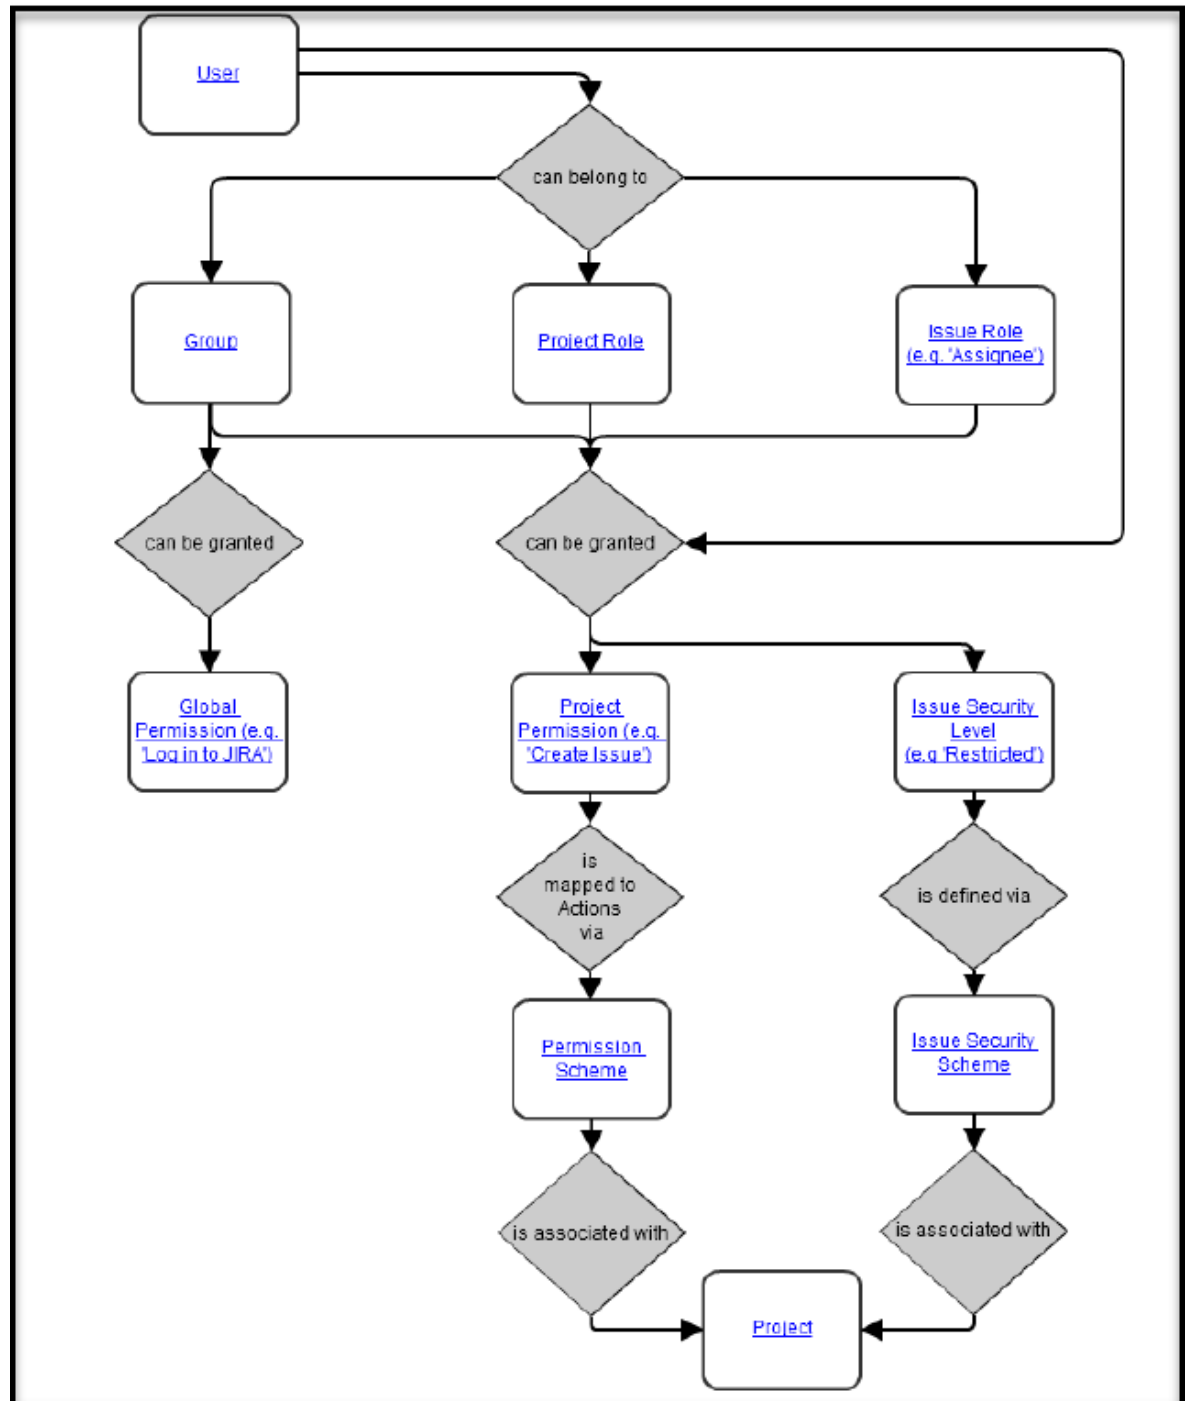 User
can belong to
Group
Project Role
Issue Role
(e.g. 'Assignee')
can be granted
can be granted
Global
Permission (e.g.
'Log in to JIRA')
Project
Permission (e.g.
'Create Issue')
Issue Security
Level
(e.g 'Restricted')
is
mapped to
Actions
via
is defined via
Permission
Scheme
Issue Security
Scheme
is associated with
is associated with
Project